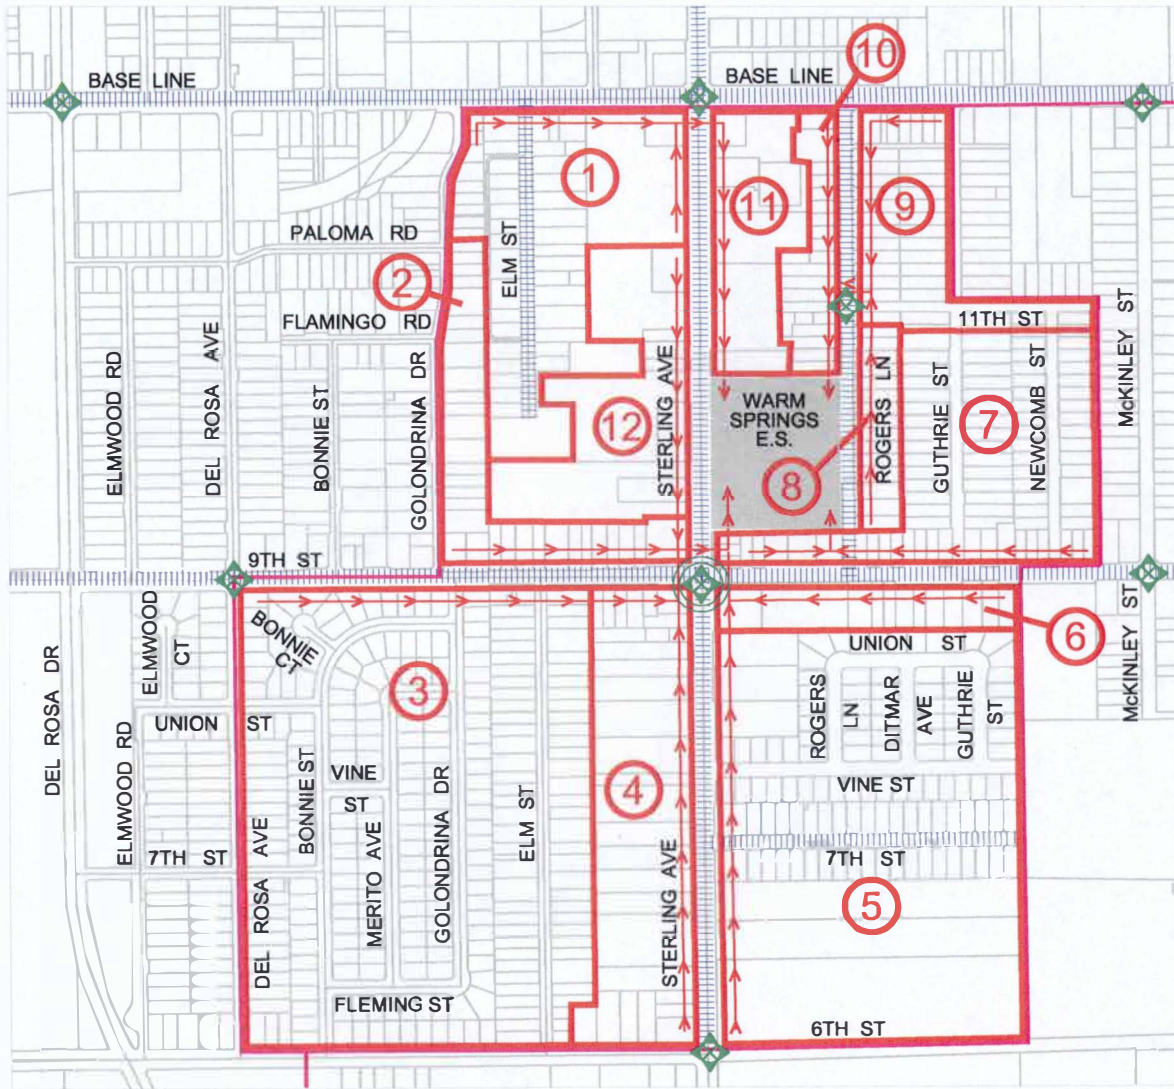 BASE LINE
BASE LINE
10
1
11
9
PALOMA RD
ELM ST
2
FLAMINGO RD
11TH ST
McKINLEY ST
ELMWOOD RD
DEL ROSA AVE
BONNIE ST
GOLONDRINA DR
STERLING AVE
12
WARM
SPRINGS
E.S.
8
ROGERS LN
GUTHRIE ST
7
NEWCOMB ST
9TH ST
ELMWOOD
CT
BONNIE
CT
3
6
UNION ST
McKINLEY ST
DEL ROSA DR
ELMWOOD RD
UNION ST
BONNIE ST
VINE
ST
MERITO AVE
GOLONDRINA DR
ELM ST
4
ROGERS
LN
DITMAR
AVE
GUTHRIE
ST
VINE ST
7TH ST
7TH ST
5
DEL ROSA AVE
STERLING AVE
FLEMING ST
6TH ST